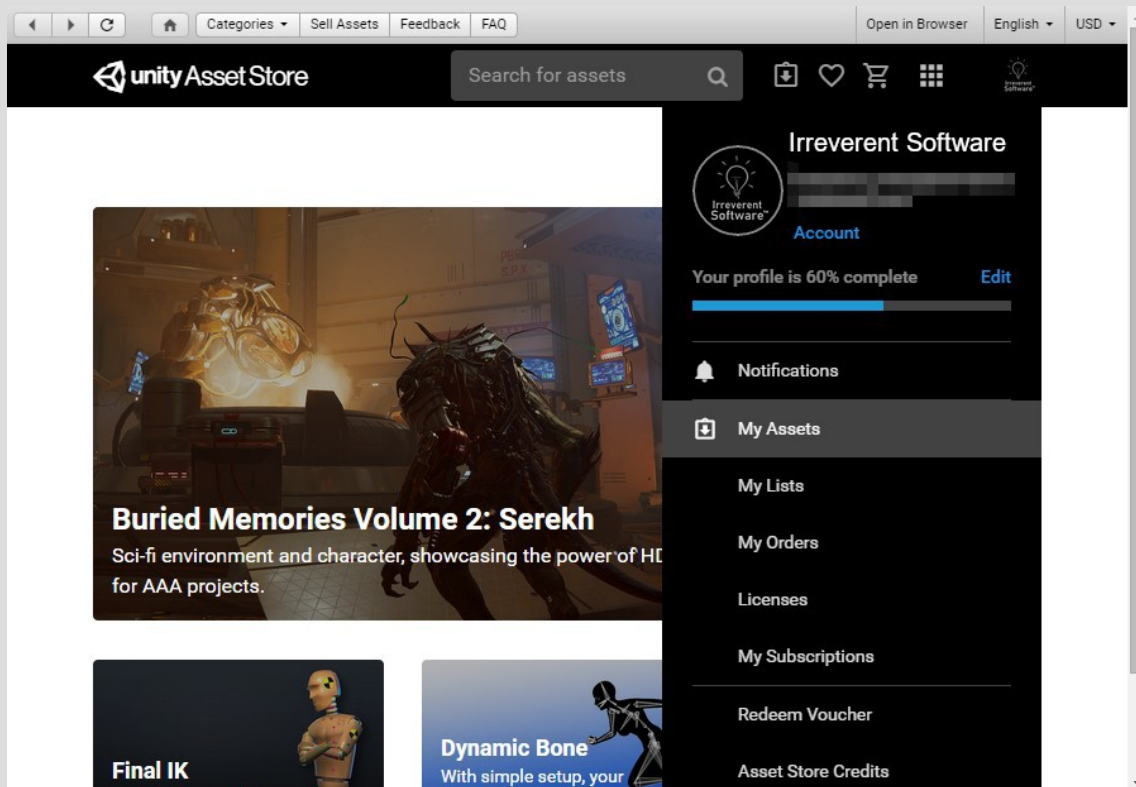 Categories
Sell Assets
Feedback
FAQ
Open in Browser
English
USD
unity Asset Store
Search for assets
Irreverent
Software™
Irreverent Software
Irreverent
Software™
Account
Your profile is 60% complete
Edit
Notifications
My Assets
My Lists
My Orders
Licenses
My Subscriptions
Redeem Voucher
Asset Store Credits
Buried Memories Volume 2: Serekh
Sci-fi environment and character, showcasing the power of HD
for AAA projects.
Final IK
Dynamic Bone
With simple setup, your